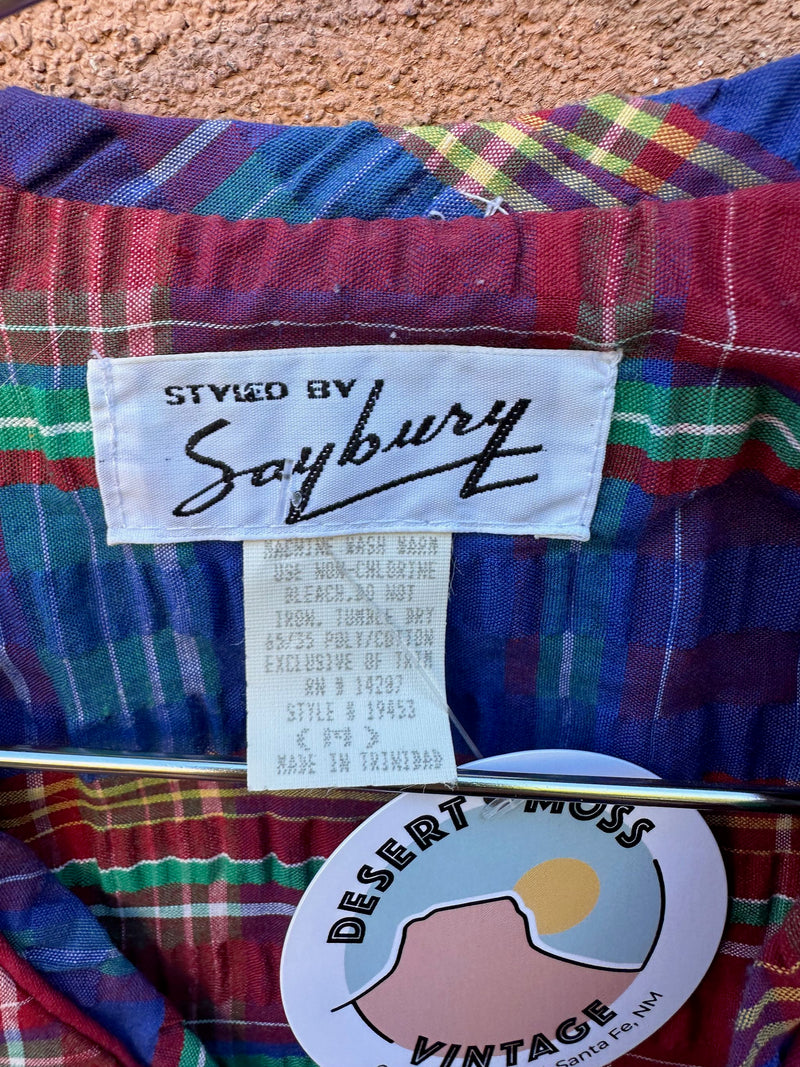 STYLED BY
Saybury
MACHINE WASH WARM
USE NON-CHLORINE
BLEACH.DO NOT
IRON. TUMBLE DRY
65/35 POLY/COTTON
EXCLUSIVE OF TRIM
RN # 14287
STYLE # 19453
(M)
MADE IN TRINIDAD
DESERT MOSS
VINTAGE
Santa Fe, NM